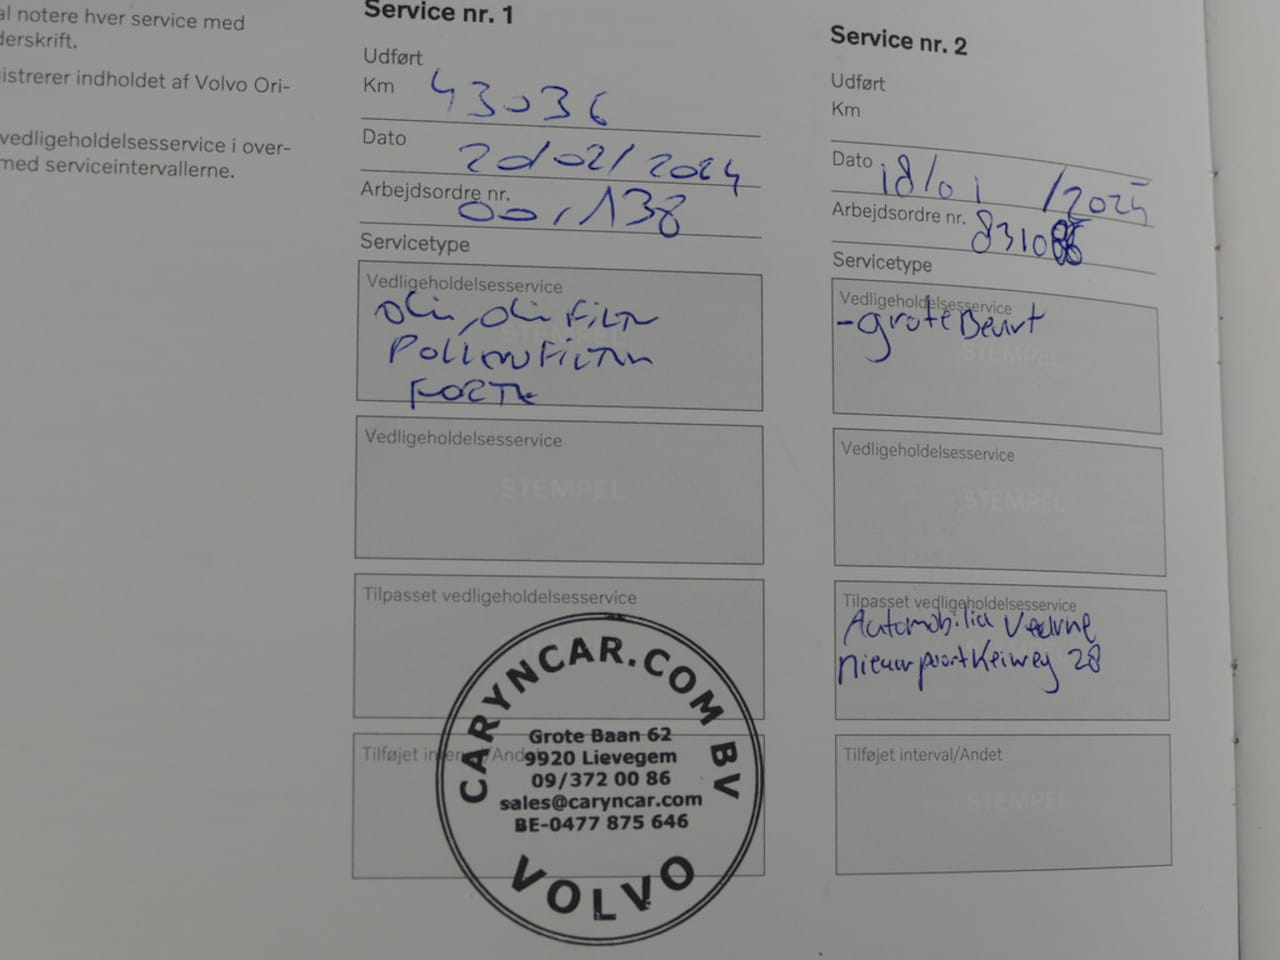 al notere hver service med
derskrift.
istrerer indholdet af Volvo Ori-
vedligeholdelsesservice i over-
med serviceintervallerne.
Service nr. 1
Udført
Km 43036
Dato 20/02/2024
Arbejdsordre nr.
Servicetype
Vedligeholdelsesservice
STEMPEL
Vedligeholdelsesservice
STEMPEL
Tilpasset vedligeholdelsesservice
Tilføjet interval/Andet
CARYNCAR.COM BV
Grote Baan 62
9920 Lievegem
09/372 00 86
sales@caryncar.com
BE-0477 875 646
VOLVO
Service nr. 2
Udført
Km
Dato 18/01/2025
Arbejdsordre nr.
Servicetype
Vedligeholdelsesservice
-grote Beurt
STEMPEL
Vedligeholdelsesservice
STEMPEL
Tilpasset vedligeholdelsesservice
Automobilia Veurne
nieuwpoortkeiweg 28
Tilføjet interval/Andet
STEMPEL